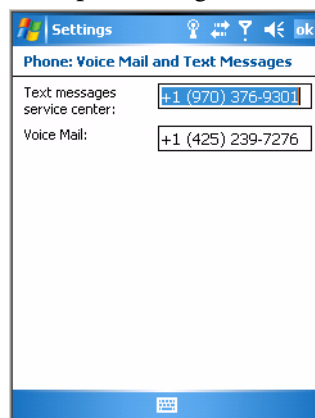 Settings
ok
Phone: Voice Mail and Text Messages
Text messages
service center:
+1 (970) 376-9301
Voice Mail:
+1 (425) 239-7276